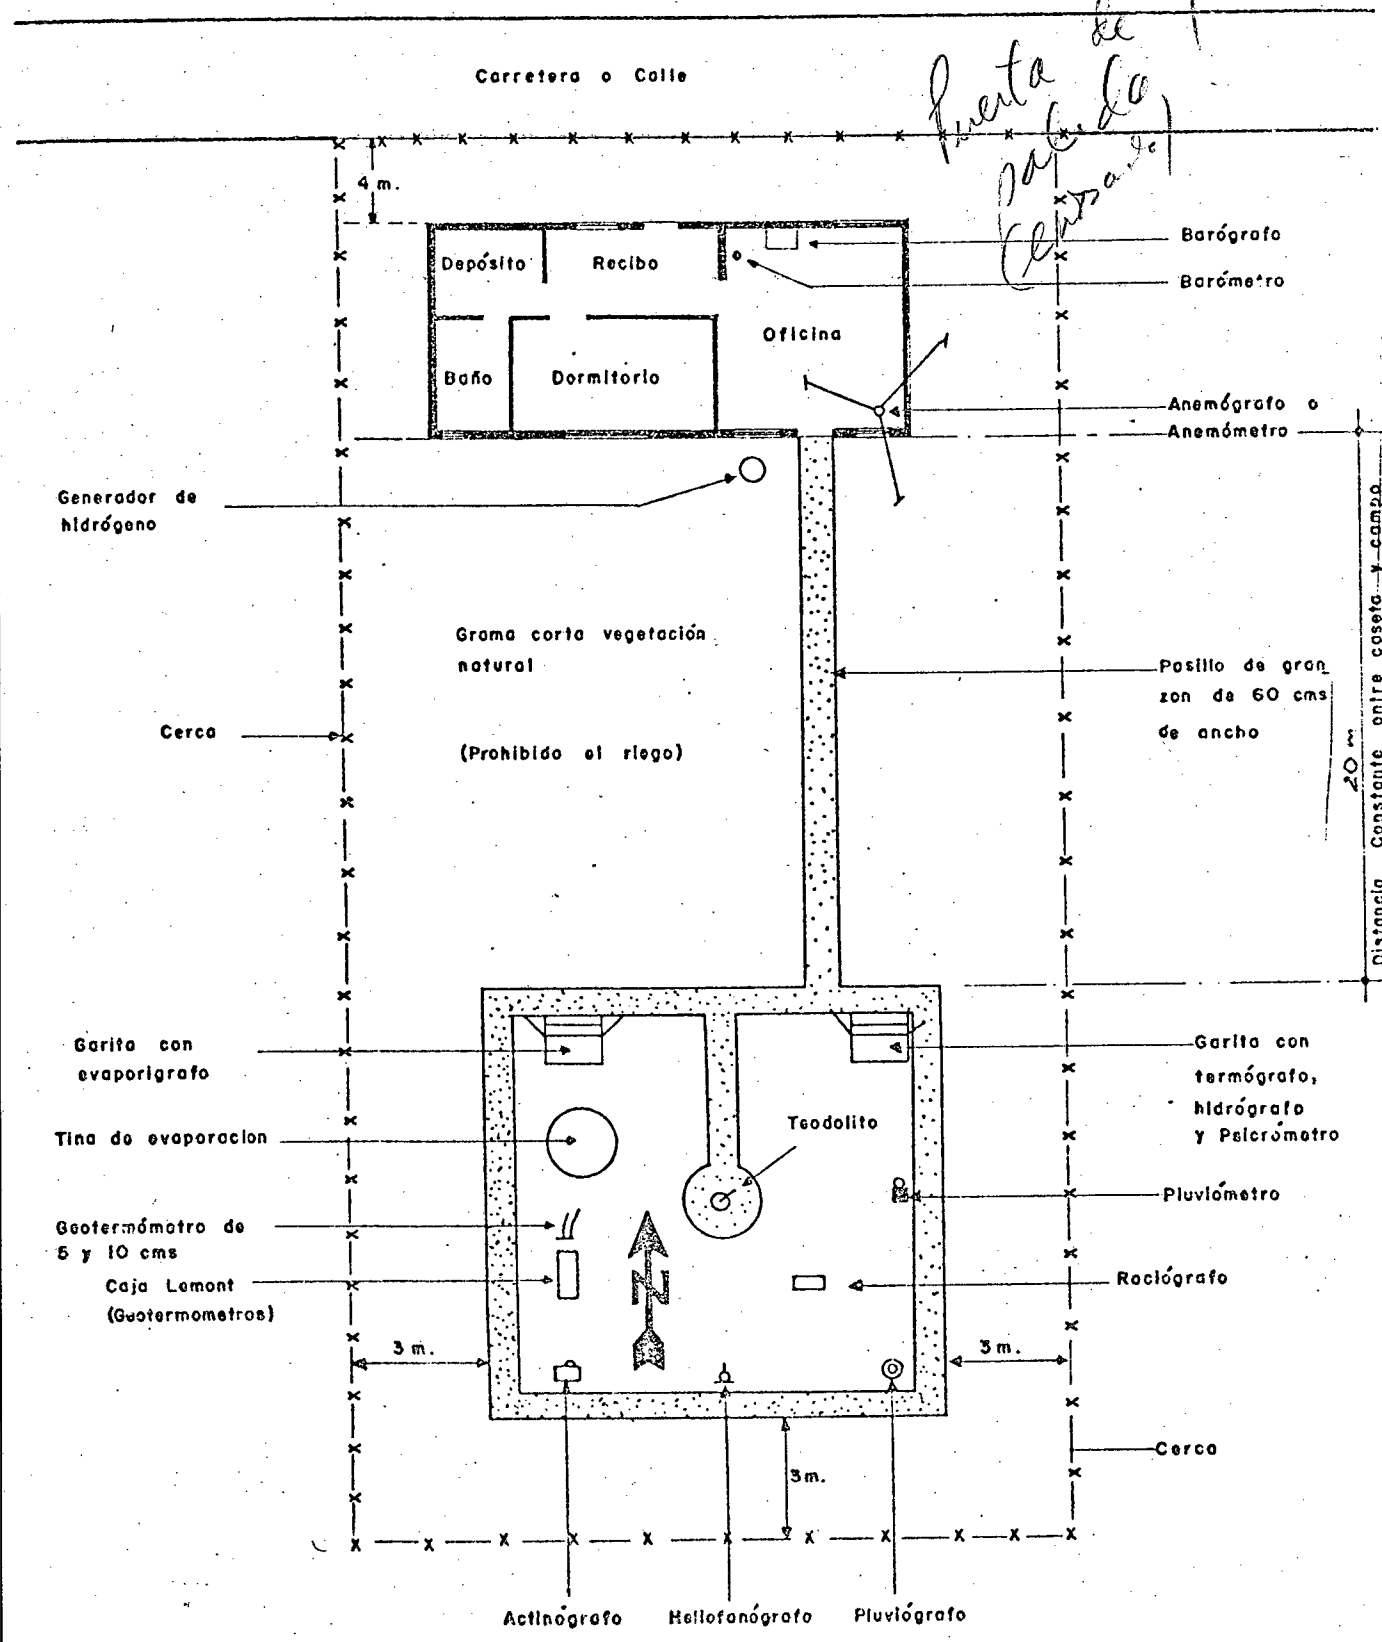 Puerta de
Carretera o Calle
4 m.
Depósito
Recibo
Barógrafo
Barómetro
Oficina
Baño
Dormitorio
Anemógrafo o
Anemómetro
Generador de
hidrógeno
Grama corta vegetación
natural
(Prohibido el riego)
Cerca
Pasillo de gran
zon de 60 cms
de ancho
20 m
Distancia Constante entre caseta y campo
Garita con
evaporigrafo
Garita con
termógrafo,
hidrógrafo
y Psicrómetro
Tina de evaporacion
Teodolito
Pluviómetro
Geotermómetro de
5 y 10 cms
Caja Lamont
(Geotermometros)
N
Rociógrafo
3 m.
3 m.
3 m.
Cerca
Actinógrafo
Heliofanógrafo
Pluviógrafo